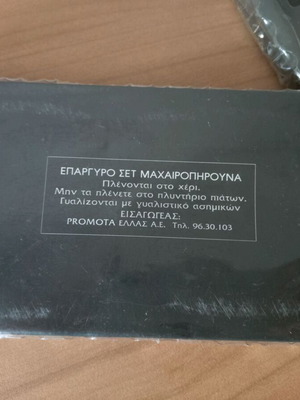 ΕΠΑΡΓΥΡΟ ΣΕΤ ΜΑΧΑΙΡΟΠΗΡΟΥΝΑ
Πλένονται στο χέρι.
Μην τα πλένετε στο πλυντήριο πιάτων.
Γυαλίζονται με γυαλιστικό ασημικών
ΕΙΣΑΓΩΓΕΑΣ:
PROMOTA ΕΛΛΑΣ Α.Ε. Τηλ. 96.30.103